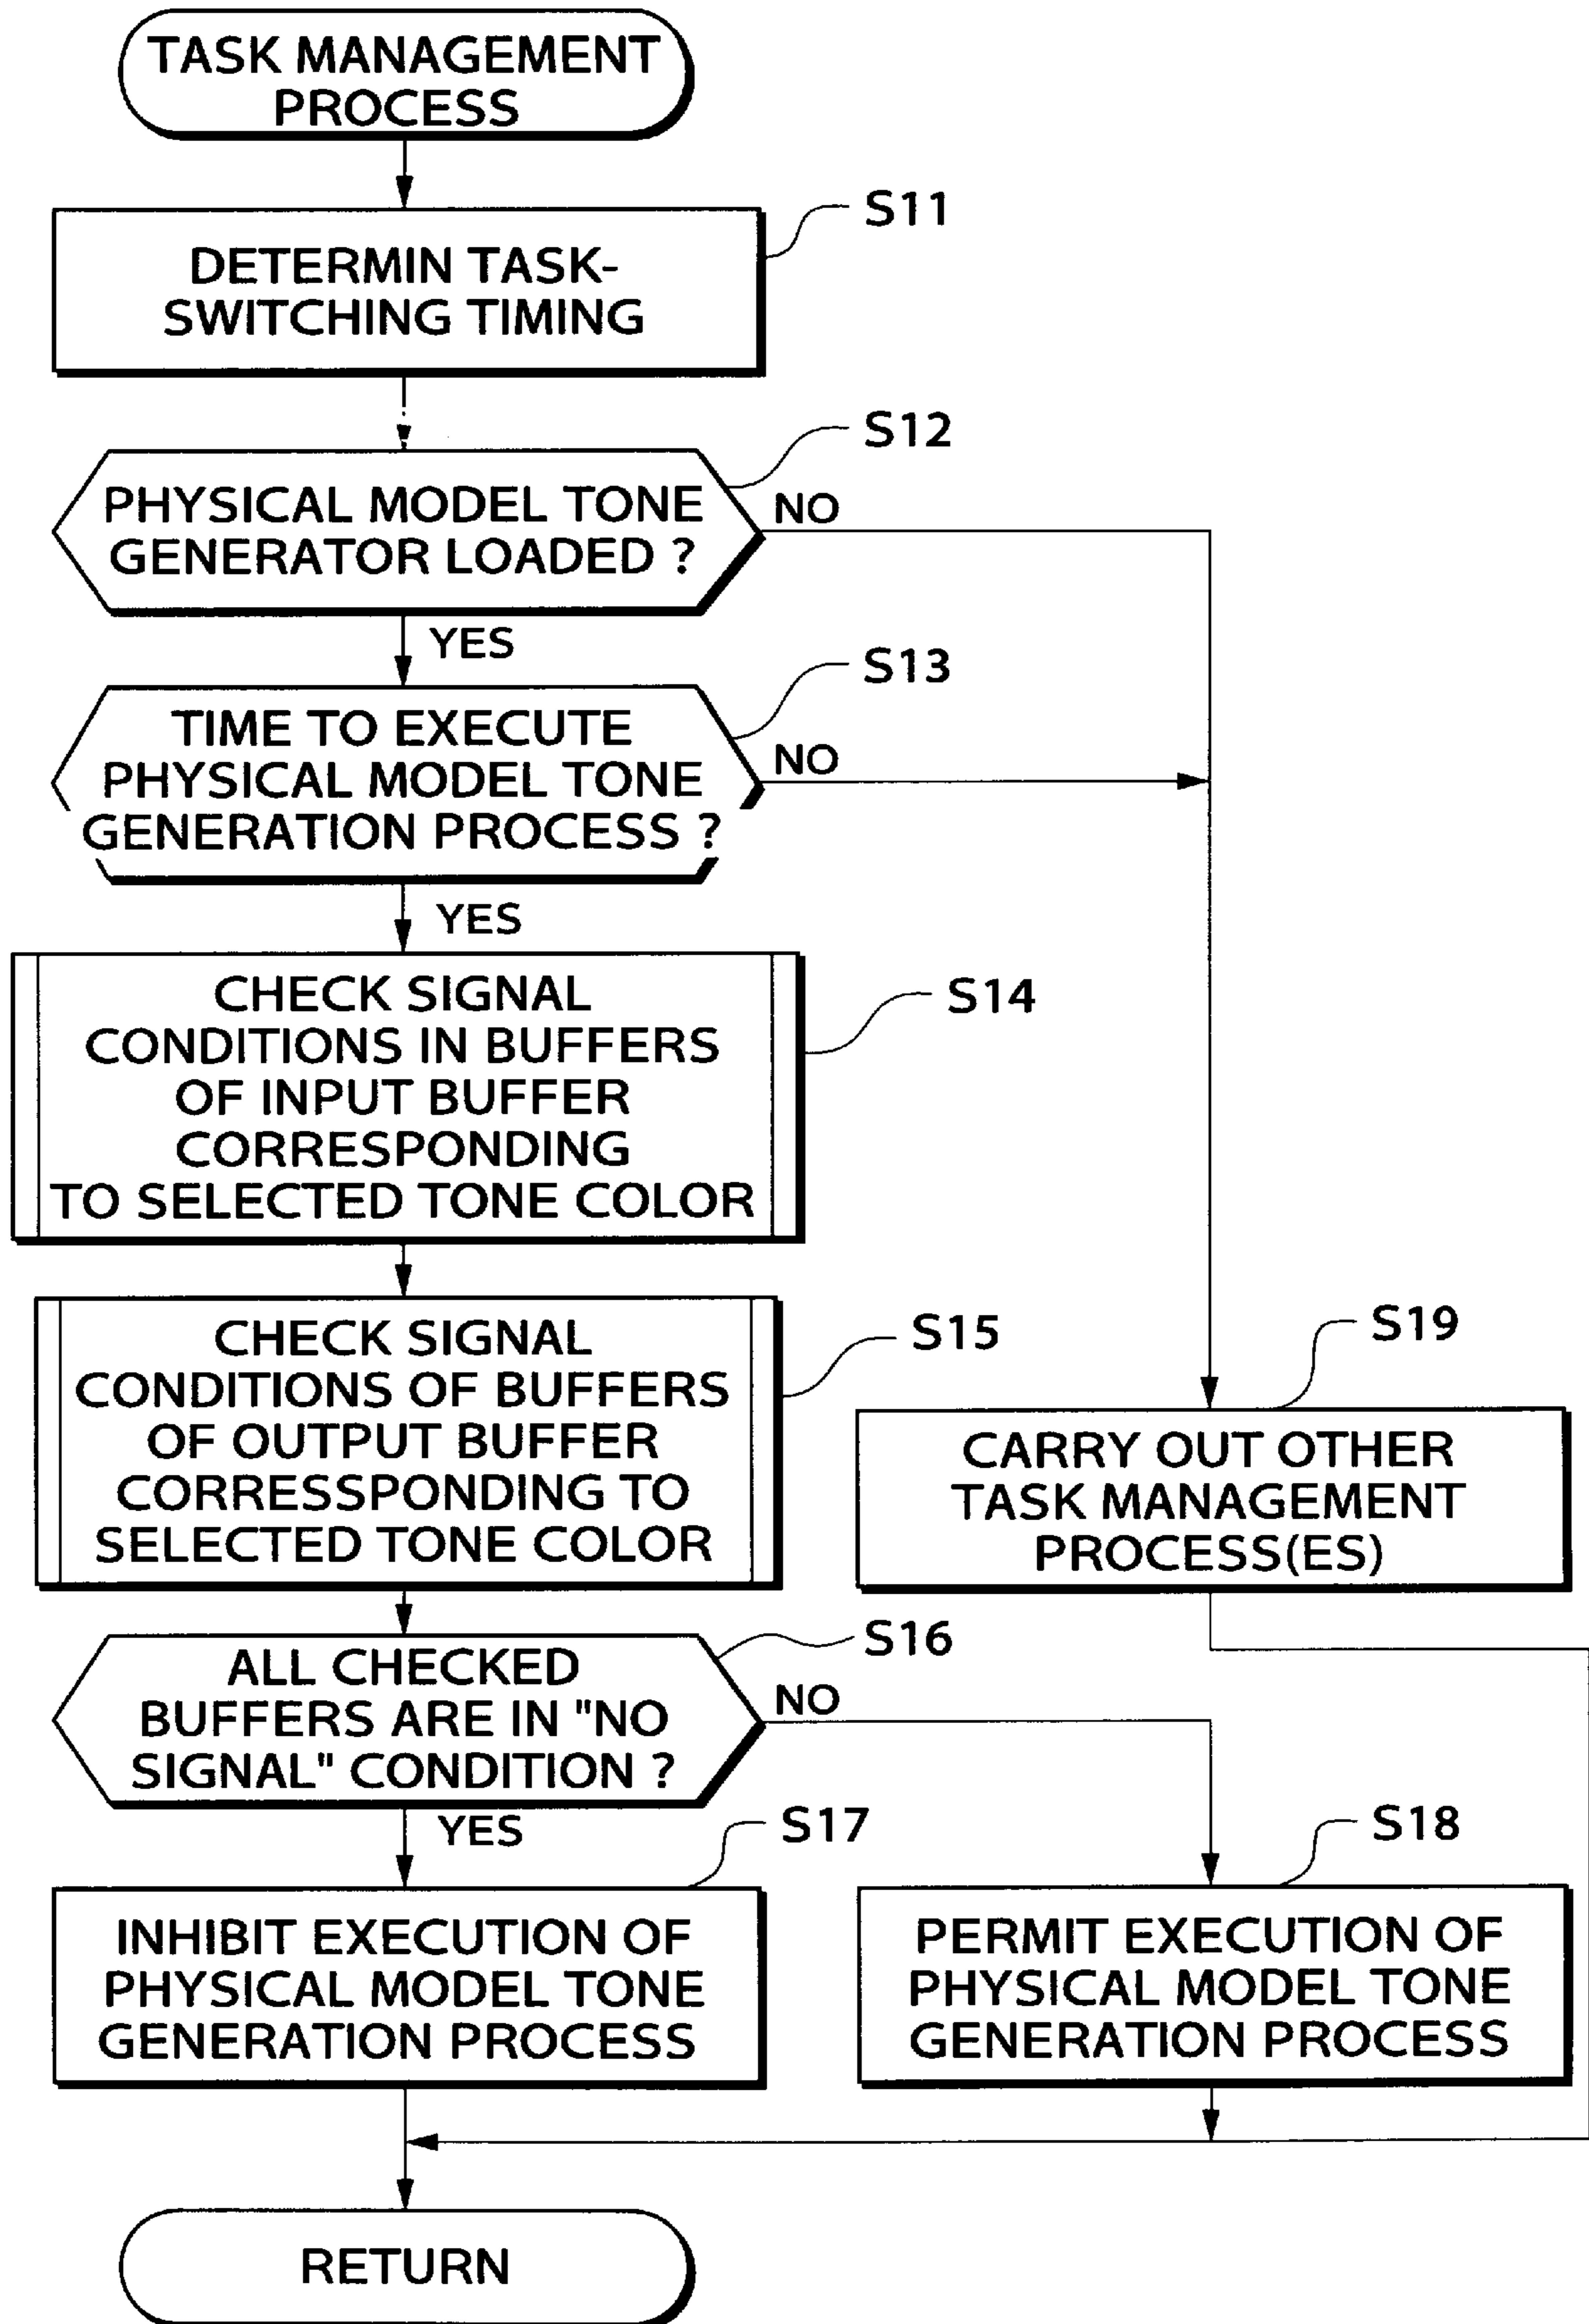 TASK MANAGEMENT
PROCESS
S11
DETERMIN TASK-
SWITCHING TIMING
S12
PHYSICAL MODEL TONE
GENERATOR LOADED ?
NO
YES
S13
TIME TO EXECUTE
PHYSICAL MODEL TONE
GENERATION PROCESS ?
NO
YES
S14
CHECK SIGNAL
CONDITIONS IN BUFFERS
OF INPUT BUFFER
CORRESPONDING
TO SELECTED TONE COLOR
S15
CHECK SIGNAL
CONDITIONS OF BUFFERS
OF OUTPUT BUFFER
CORRESSPONDING TO
SELECTED TONE COLOR
S19
CARRY OUT OTHER
TASK MANAGEMENT
PROCESS(ES)
S16
ALL CHECKED
BUFFERS ARE IN "NO
SIGNAL" CONDITION ?
NO
YES
S17
INHIBIT EXECUTION OF
PHYSICAL MODEL TONE
GENERATION PROCESS
S18
PERMIT EXECUTION OF
PHYSICAL MODEL TONE
GENERATION PROCESS
RETURN